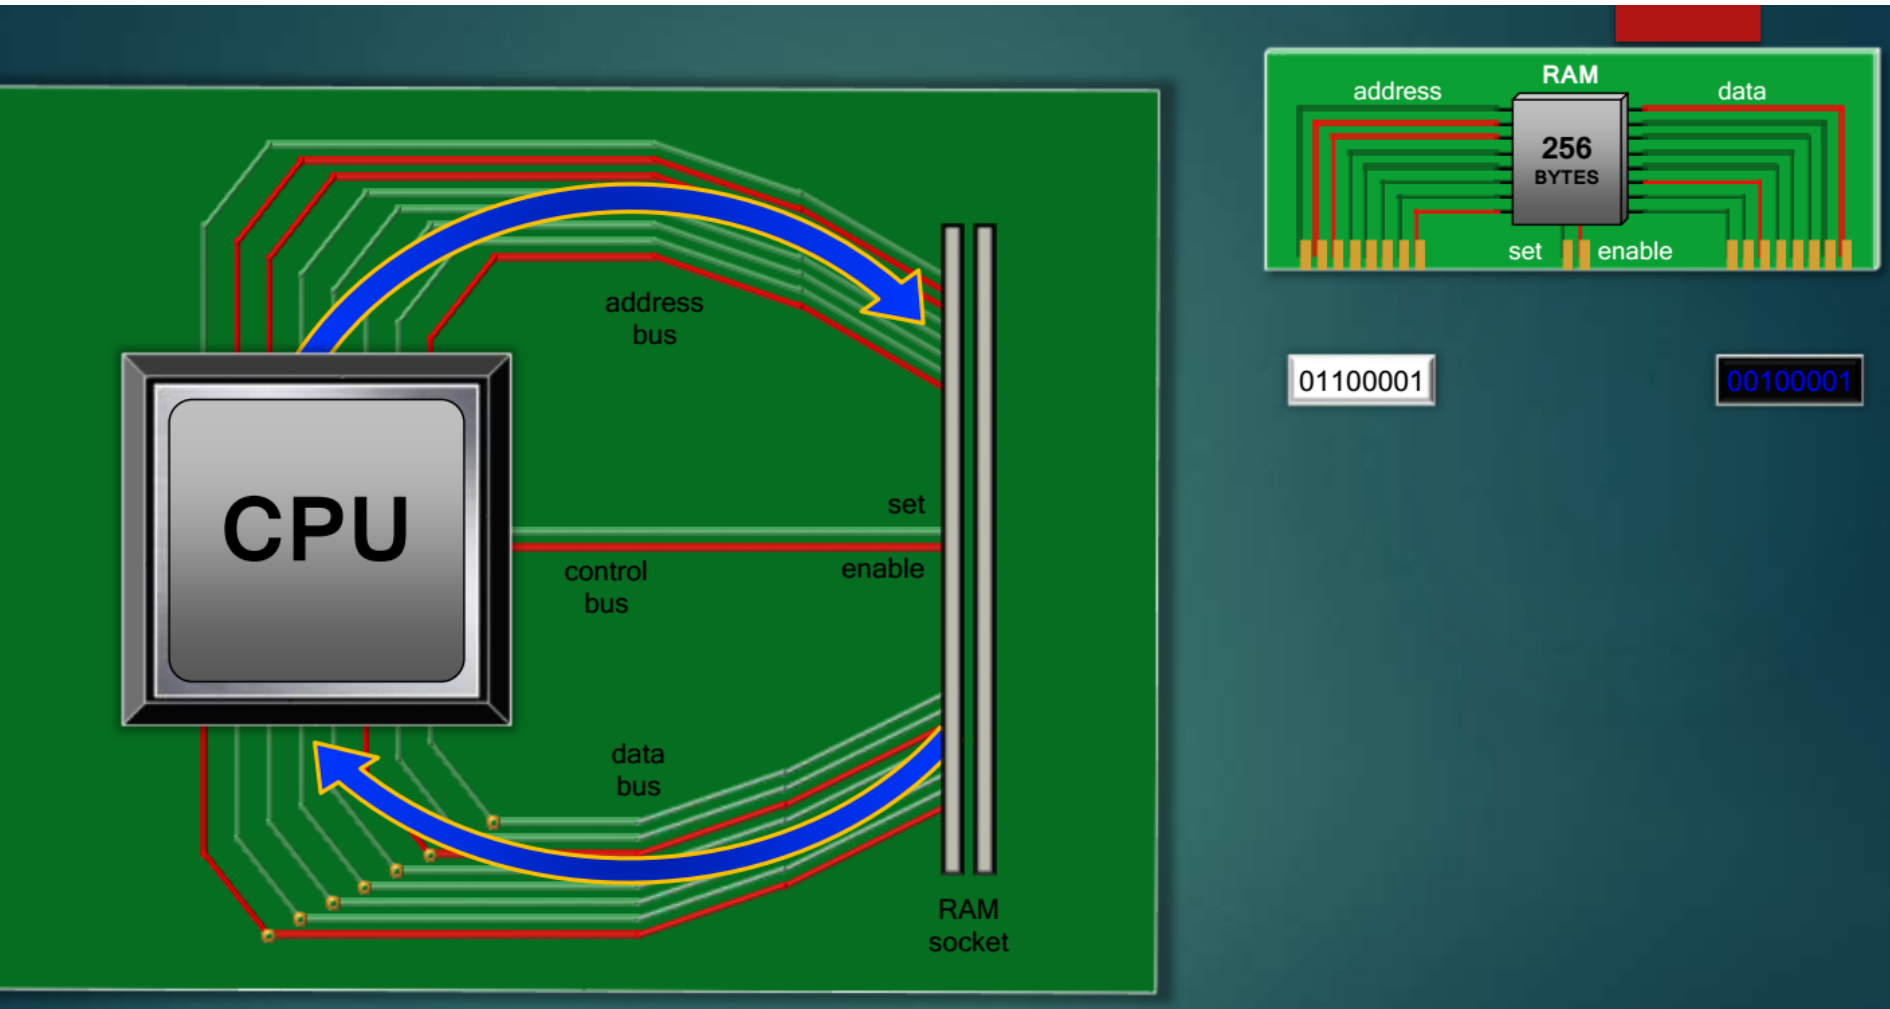 RAM
address
data
256
BYTES
set
enable
address
bus
01100001
00100001
CPU
set
enable
control
bus
data
bus
RAM
socket